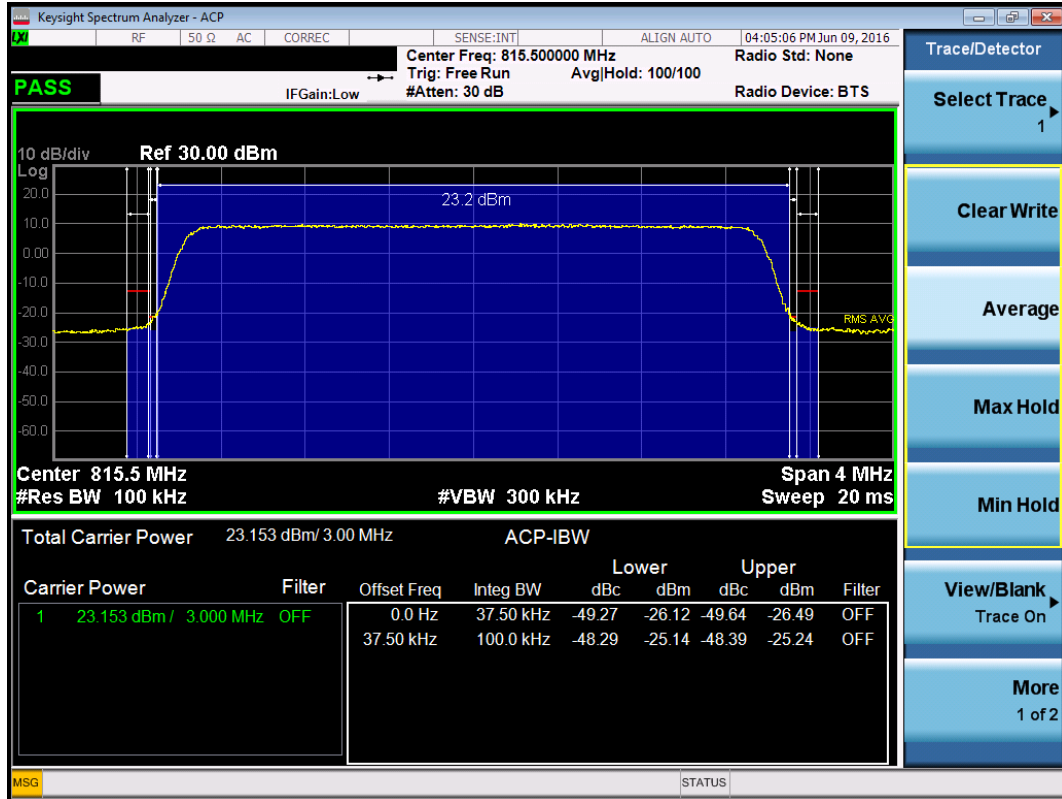 Keysight Spectrum Analyzer - ACP
LXI RF 50 Ω AC CORREC SENSE:INT ALIGN AUTO 04:05:06 PM Jun 09, 2016
Center Freq: 815.500000 MHz Radio Std: None
Trig: Free Run Avg|Hold: 100/100
PASS IFGain:Low #Atten: 30 dB Radio Device: BTS
10 dB/div Ref 30.00 dBm
Log
23.2 dBm
20.0
10.0
0.00
-10.0
-20.0
RMS AVG
-30.0
-40.0
-50.0
-60.0
Center 815.5 MHz Span 4 MHz
#Res BW 100 kHz #VBW 300 kHz Sweep 20 ms
Total Carrier Power 23.153 dBm/ 3.00 MHz ACP-IBW
Lower Upper
Carrier Power Filter Offset Freq Integ BW dBc dBm dBc dBm Filter
1 23.153 dBm / 3.000 MHz OFF 0.0 Hz 37.50 kHz -49.27 -26.12 -49.64 -26.49 OFF
37.50 kHz 100.0 kHz -48.29 -25.14 -48.39 -25.24 OFF
MSG STATUS
Trace/Detector
Select Trace
1
Clear Write
Average
Max Hold
Min Hold
View/Blank
Trace On
More
1 of 2